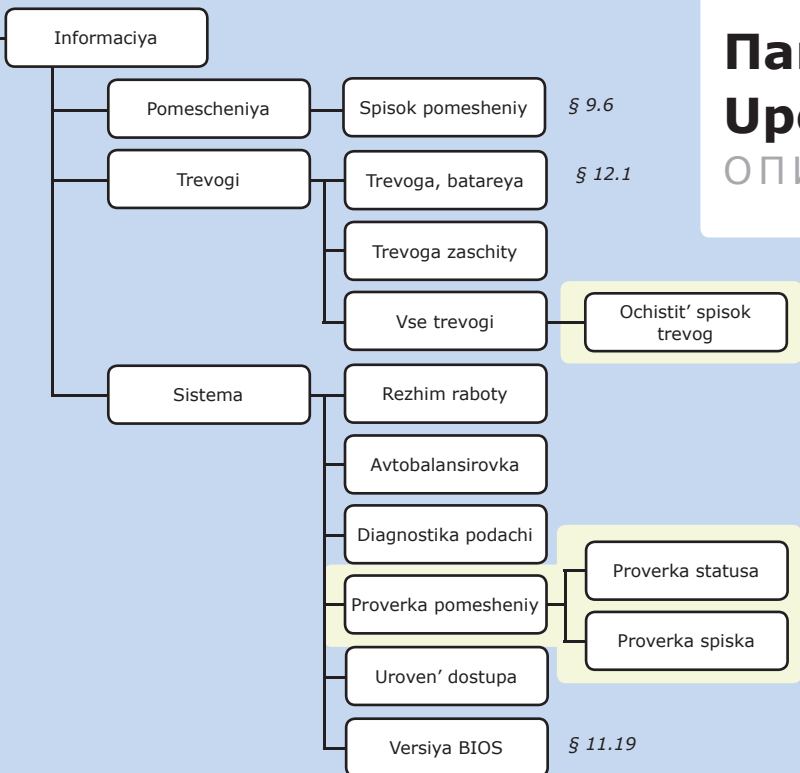 Informaciya
Pomescheniya
Spisok pomesheniy
§ 9.6
Trevogi
Trevoga, batareya
§ 12.1
Trevoga zaschity
Vse trevogi
Ochistit’ spisok
trevog
Sistema
Rezhim raboty
Avtobalansirovka
Diagnostika podachi
Proverka pomesheniy
Proverka statusa
Proverka spiska
Uroven’ dostupa
Versiya BIOS
§ 11.19